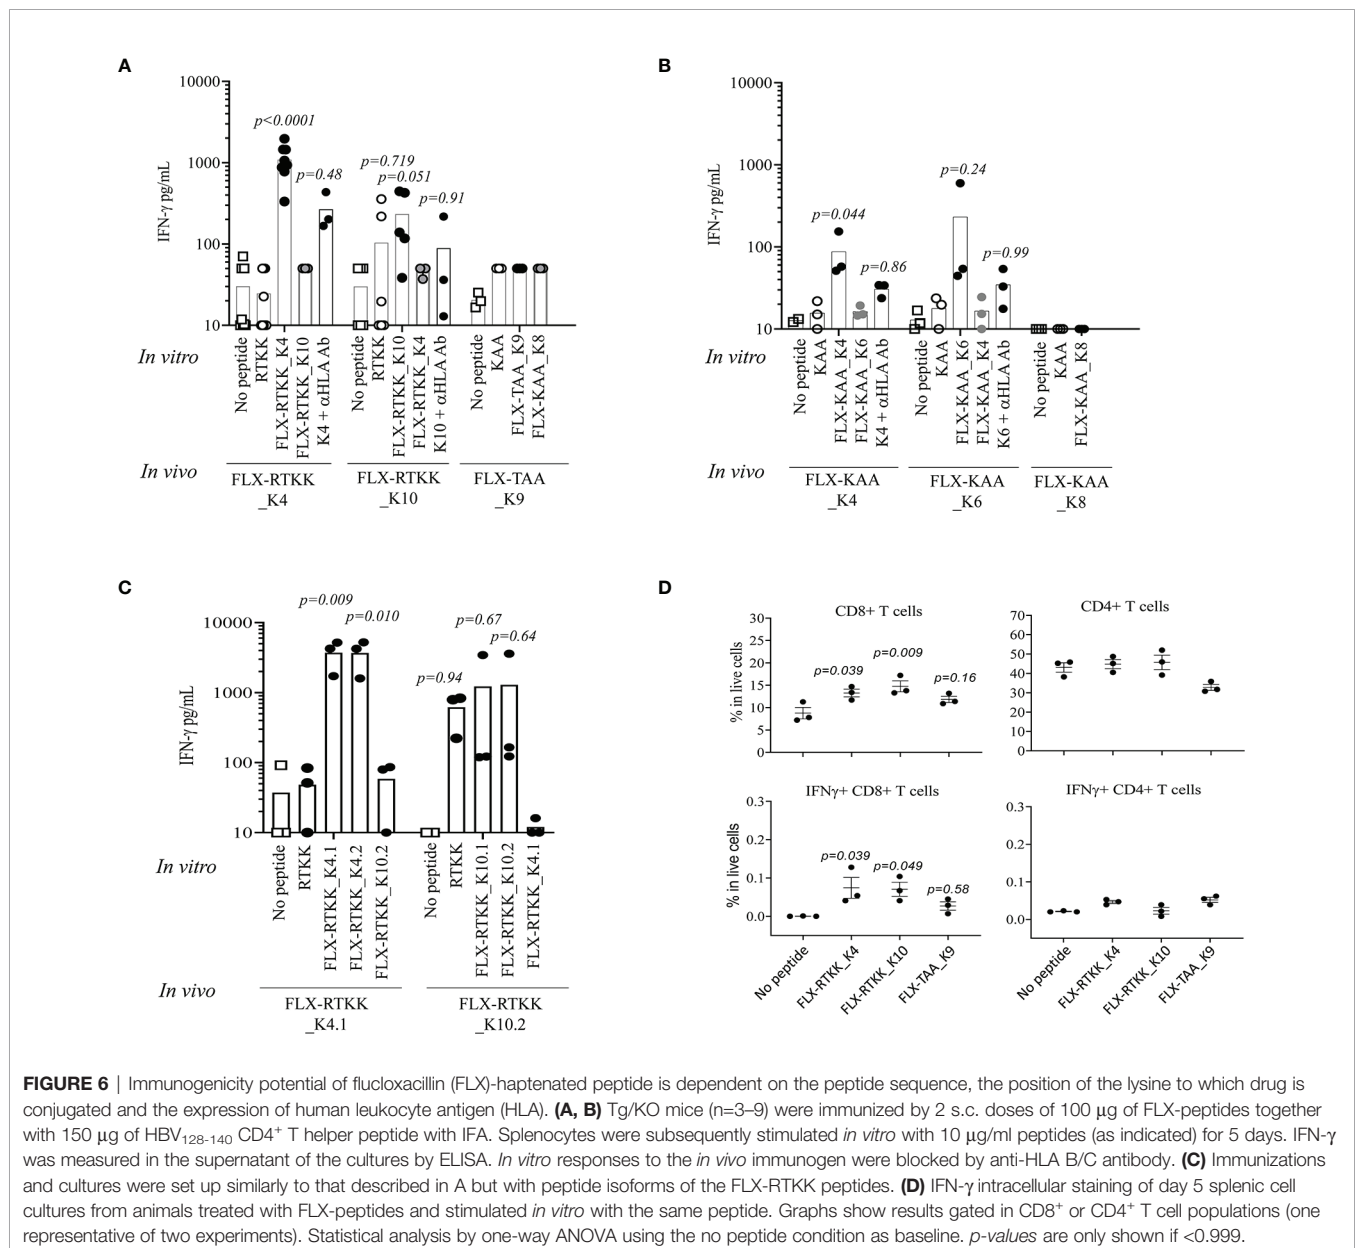 A
IFN-γ pg/mL
10000
1000
100
10
p<0.0001
p=0.48
p=0.719
p=0.051
p=0.91
In vitro
No peptide
RTKK
FLX-RTKK_K4
FLX-RTKK_K10
K4 + αHLA Ab
No peptide
RTKK
FLX-RTKK_K10
FLX-RTKK_K4
K10 + αHLA Ab
No peptide
KAA
FLX-TAA_K9
FLX-KAA_K8
In vivo
FLX-RTKK
_K4
FLX-RTKK
_K10
FLX-TAA
_K9
B
IFN-γ pg/mL
10000
1000
100
10
p=0.044
p=0.86
p=0.24
p=0.99
In vitro
No peptide
KAA
FLX-KAA_K4
FLX-KAA_K6
K4 + αHLA Ab
No peptide
KAA
FLX-KAA_K6
FLX-KAA_K4
K6 + αHLA Ab
No peptide
KAA
FLX-KAA_K8
In vivo
FLX-KAA
_K4
FLX-KAA
_K6
FLX-KAA
_K8
C
IFN-γ pg/mL
10000
1000
100
10
p=0.009
p=0.010
p=0.94
p=0.67
p=0.64
In vitro
No peptide
RTKK
FLX-RTKK_K4.1
FLX-RTKK_K4.2
FLX-RTKK_K10.2
No peptide
RTKK
FLX-RTKK_K10.1
FLX-RTKK_K10.2
FLX-RTKK_K4.1
In vivo
FLX-RTKK
_K4.1
FLX-RTKK
_K10.2
D
CD8+ T cells
% in live cells
30
25
20
15
10
5
0
p=0.039
p=0.009
p=0.16
CD4+ T cells
70
60
50
40
30
20
10
0
IFNγ+ CD8+ T cells
% in live cells
0.3
0.2
0.1
0.0
p=0.039
p=0.049
p=0.58
No peptide
FLX-RTKK_K4
FLX-RTKK_K10
FLX-TAA_K9
IFNγ+ CD4+ T cells
0.3
0.2
0.1
0.0
No peptide
FLX-RTKK_K4
FLX-RTKK_K10
FLX-TAA_K9
FIGURE 6 | Immunogenicity potential of flucloxacillin (FLX)-haptenated peptide is dependent on the peptide sequence, the position of the lysine to which drug is
conjugated and the expression of human leukocyte antigen (HLA). (A, B) Tg/KO mice (n=3–9) were immunized by 2 s.c. doses of 100 μg of FLX-peptides together
with 150 μg of HBV128-140 CD4+ T helper peptide with IFA. Splenocytes were subsequently stimulated in vitro with 10 μg/ml peptides (as indicated) for 5 days. IFN-γ
was measured in the supernatant of the cultures by ELISA. In vitro responses to the in vivo immunogen were blocked by anti-HLA B/C antibody. (C) Immunizations
and cultures were set up similarly to that described in A but with peptide isoforms of the FLX-RTKK peptides. (D) IFN-γ intracellular staining of day 5 splenic cell
cultures from animals treated with FLX-peptides and stimulated in vitro with the same peptide. Graphs show results gated in CD8+ or CD4+ T cell populations (one
representative of two experiments). Statistical analysis by one-way ANOVA using the no peptide condition as baseline. p-values are only shown if <0.999.